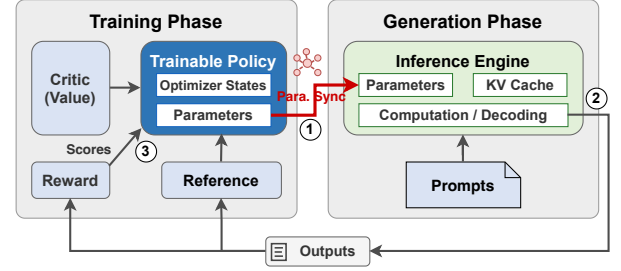 Training Phase
Generation Phase
Critic
(Value)
Trainable Policy
Optimizer States
Parameters
Para. Sync
1
Inference Engine
Parameters
KV Cache
Computation / Decoding
2
Scores
3
Reward
Reference
Prompts
Outputs